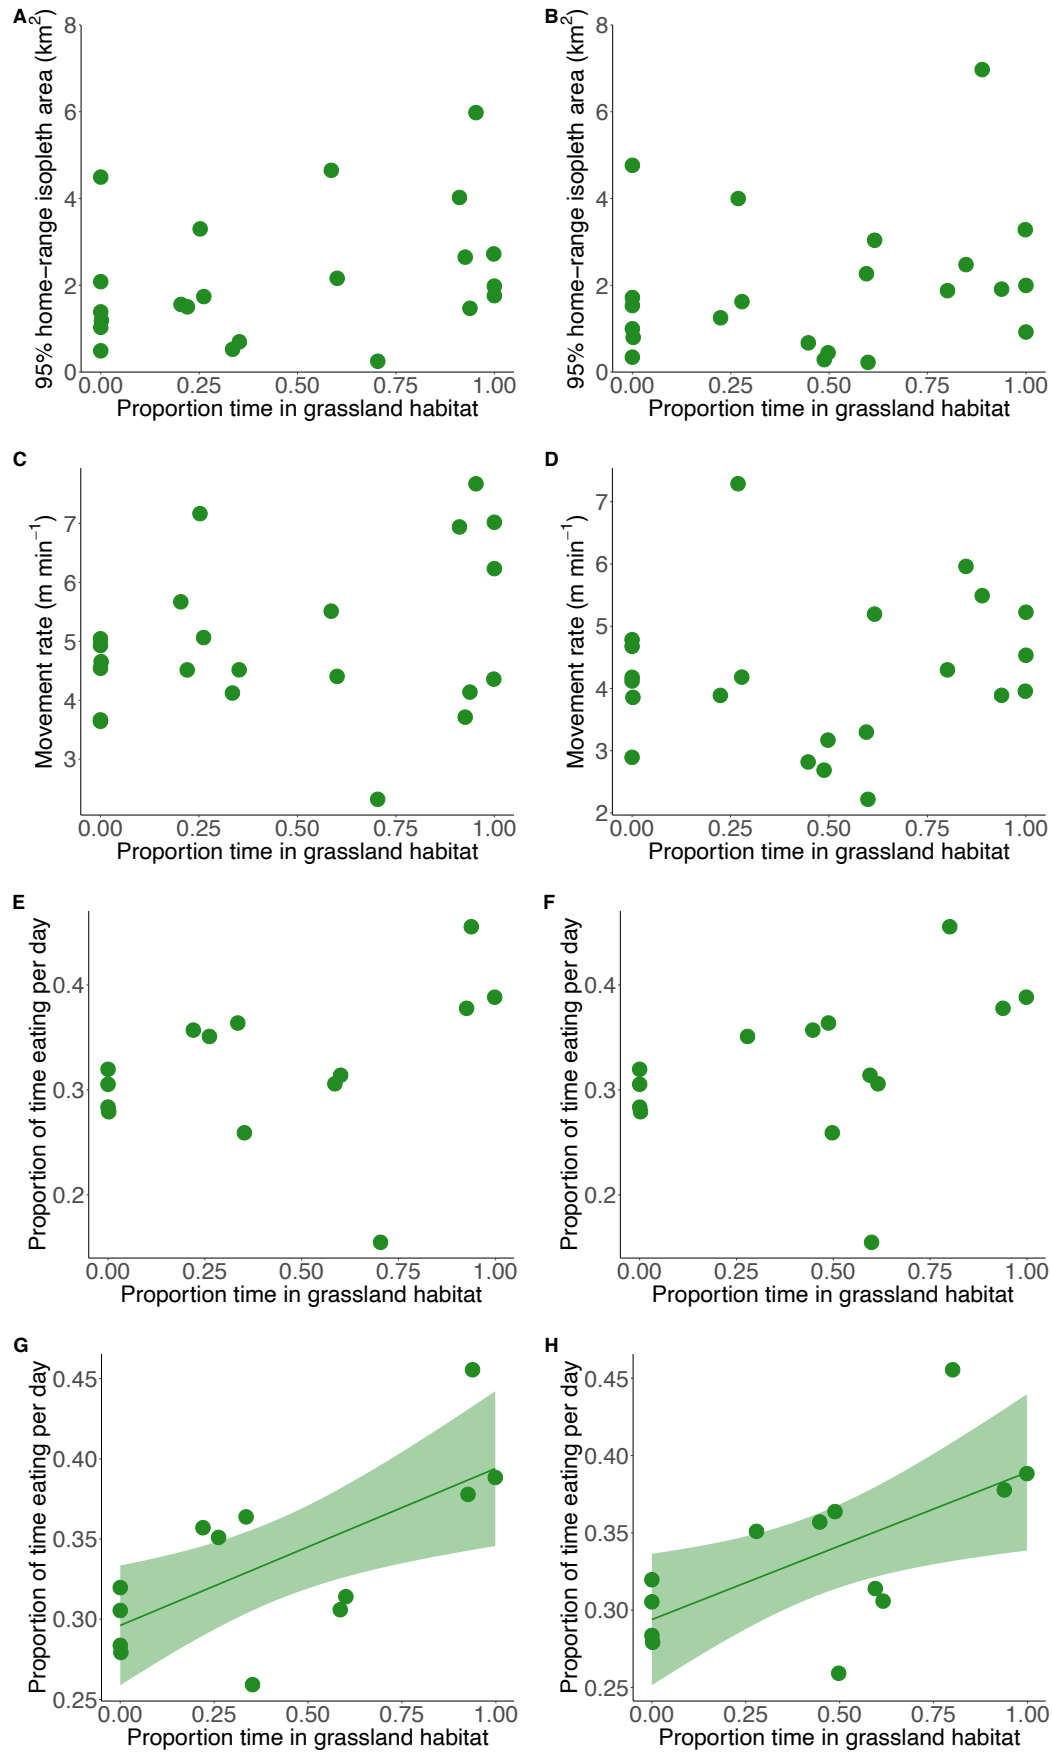 A
95% home−range isopleth area (km²)
8
6
4
2
0
0.00 0.25 0.50 0.75 1.00
Proportion time in grassland habitat
B
95% home−range isopleth area (km²)
8
6
4
2
0
0.00 0.25 0.50 0.75 1.00
Proportion time in grassland habitat
C
Movement rate (m min⁻¹)
7
6
5
4
3
0.00 0.25 0.50 0.75 1.00
Proportion time in grassland habitat
D
Movement rate (m min⁻¹)
7
6
5
4
3
2
0.00 0.25 0.50 0.75 1.00
Proportion time in grassland habitat
E
Proportion of time eating per day
0.4
0.3
0.2
0.00 0.25 0.50 0.75 1.00
Proportion time in grassland habitat
F
Proportion of time eating per day
0.4
0.3
0.2
0.00 0.25 0.50 0.75 1.00
Proportion time in grassland habitat
G
Proportion of time eating per day
0.45
0.40
0.35
0.30
0.25
0.00 0.25 0.50 0.75 1.00
Proportion time in grassland habitat
H
Proportion of time eating per day
0.45
0.40
0.35
0.30
0.25
0.00 0.25 0.50 0.75 1.00
Proportion time in grassland habitat